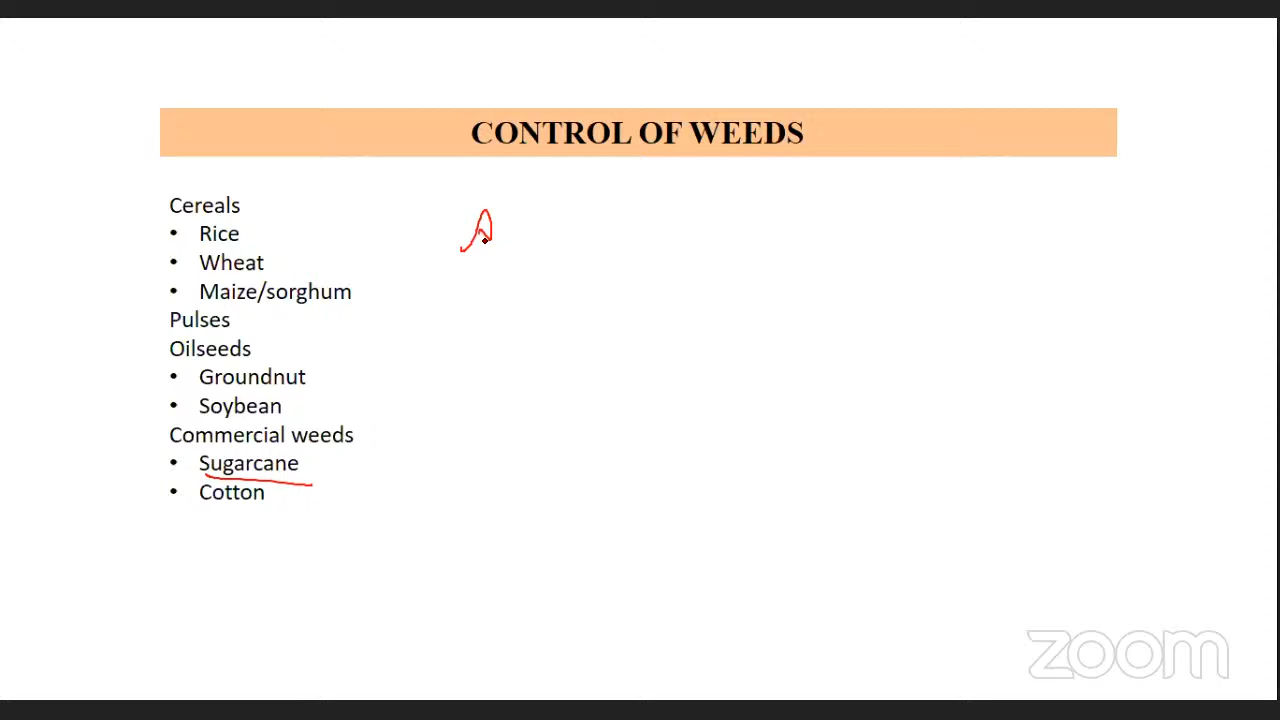 CONTROL OF WEEDS
Cereals
• Rice
• Wheat
• Maize/sorghum
Pulses
Oilseeds
• Groundnut
• Soybean
Commercial weeds
• Sugarcane
• Cotton
A
zoom